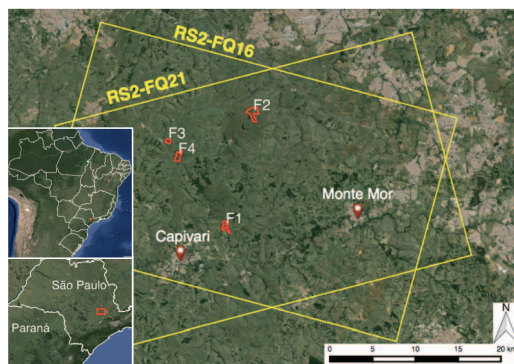 RS2-FQ16
RS2-FQ21
F2
F3
F4
F1
Monte Mor
Capivari
São Paulo
Paraná
N
0 5 10 15 20 km